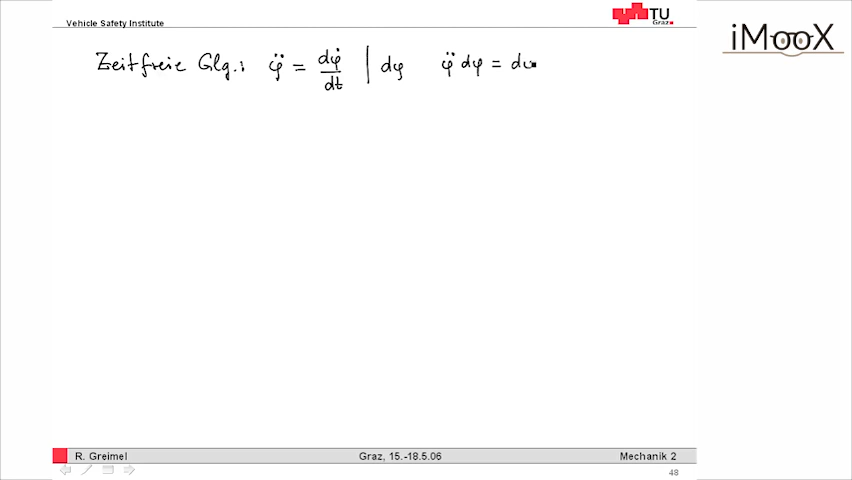 Vehicle Safety Institute
TU
Graz
iMooX
Zeitfreie Glg.: φ̈ = dφ̇/dt | dφ φ̈ dφ = d
R. Greimel Graz, 15.-18.5.06 Mechanik 2
48